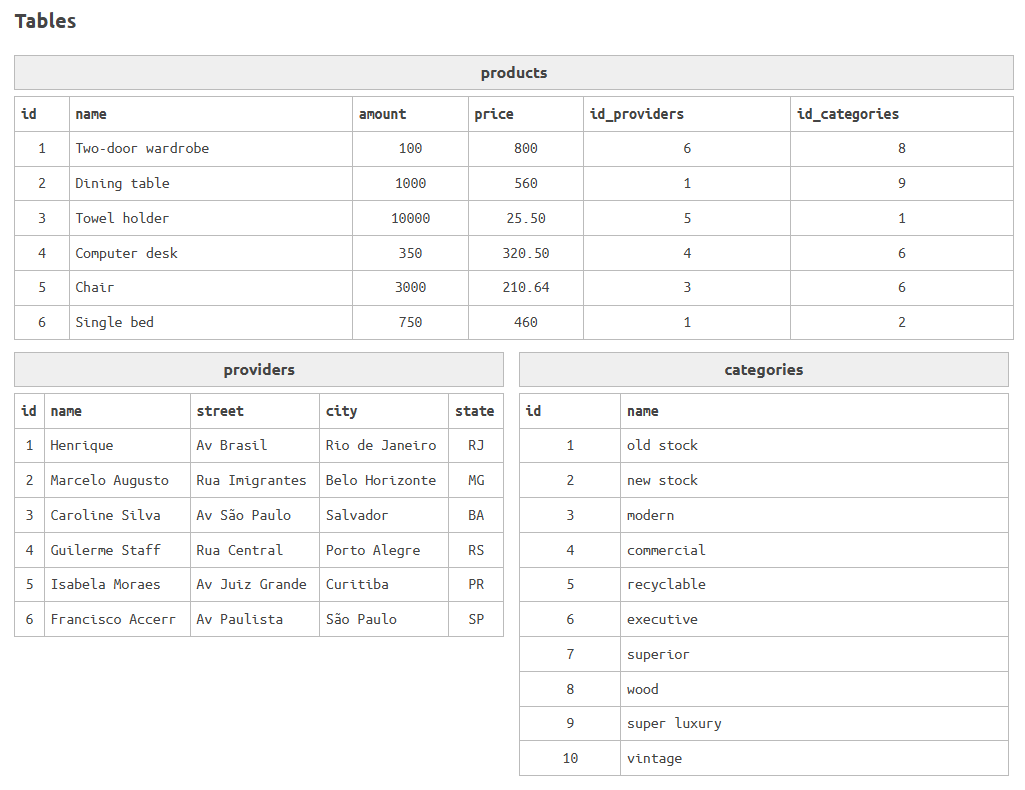 Tables
products
id name amount price id_providers id_categories
1 Two-door wardrobe 100 800 6 8
2 Dining table 1000 560 1 9
3 Towel holder 10000 25.50 5 1
4 Computer desk 350 320.50 4 6
5 Chair 3000 210.64 3 6
6 Single bed 750 460 1 2
providers
id name street city state
1 Henrique Av Brasil Rio de Janeiro RJ
2 Marcelo Augusto Rua Imigrantes Belo Horizonte MG
3 Caroline Silva Av São Paulo Salvador BA
4 Guilerme Staff Rua Central Porto Alegre RS
5 Isabela Moraes Av Juiz Grande Curitiba PR
6 Francisco Accerr Av Paulista São Paulo SP
categories
id name
1 old stock
2 new stock
3 modern
4 commercial
5 recyclable
6 executive
7 superior
8 wood
9 super luxury
10 vintage